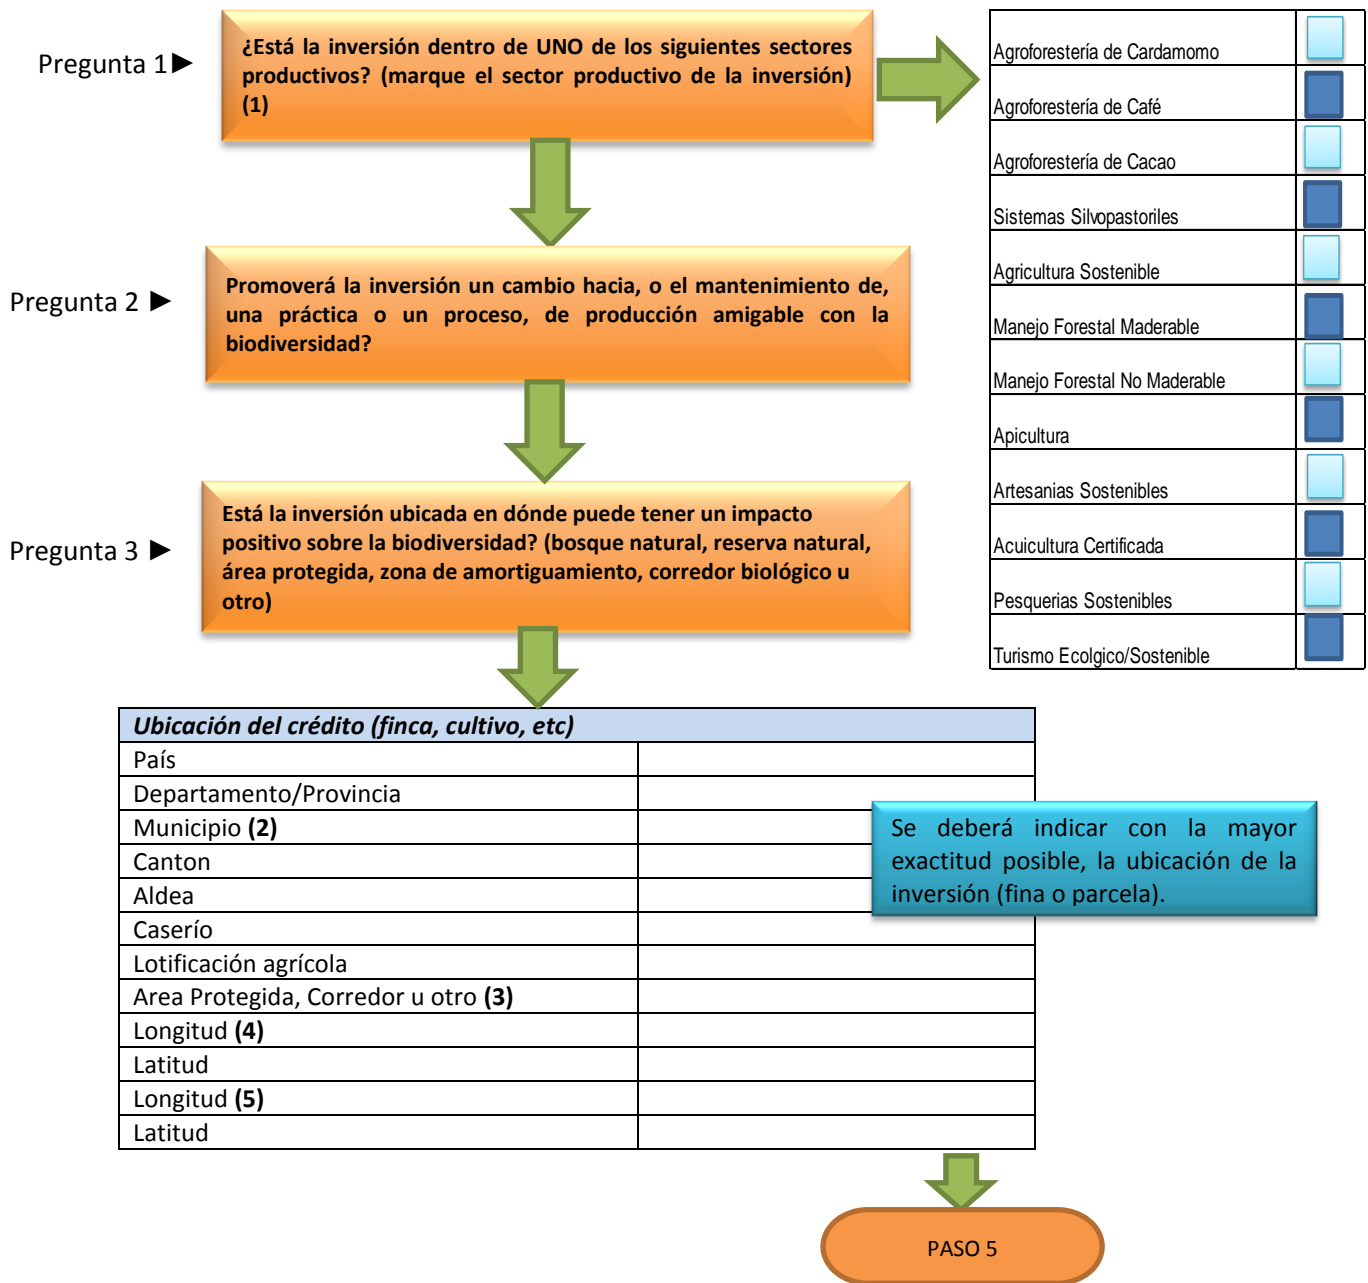 Pregunta 1►
¿Está la inversión dentro de UNO de los siguientes sectores
productivos? (marque el sector productivo de la inversión)
(1)
Agroforestería de Cardamomo
Agroforestería de Café
Agroforestería de Cacao
Sistemas Silvopastoriles
Agricultura Sostenible
Manejo Forestal Maderable
Manejo Forestal No Maderable
Apicultura
Artesanias Sostenibles
Acuicultura Certificada
Pesquerias Sostenibles
Turismo Ecolgico/Sostenible
Pregunta 2 ►
Promoverá la inversión un cambio hacia, o el mantenimiento de,
una práctica o un proceso, de producción amigable con la
biodiversidad?
Pregunta 3 ►
Está la inversión ubicada en dónde puede tener un impacto
positivo sobre la biodiversidad? (bosque natural, reserva natural,
área protegida, zona de amortiguamiento, corredor biológico u
otro)
Ubicación del crédito (finca, cultivo, etc)
País
Departamento/Provincia
Municipio (2)
Canton
Aldea
Caserío
Lotificación agrícola
Area Protegida, Corredor u otro (3)
Longitud (4)
Latitud
Longitud (5)
Latitud
Se deberá indicar con la mayor
exactitud posible, la ubicación de la
inversión (fina o parcela).
PASO 5